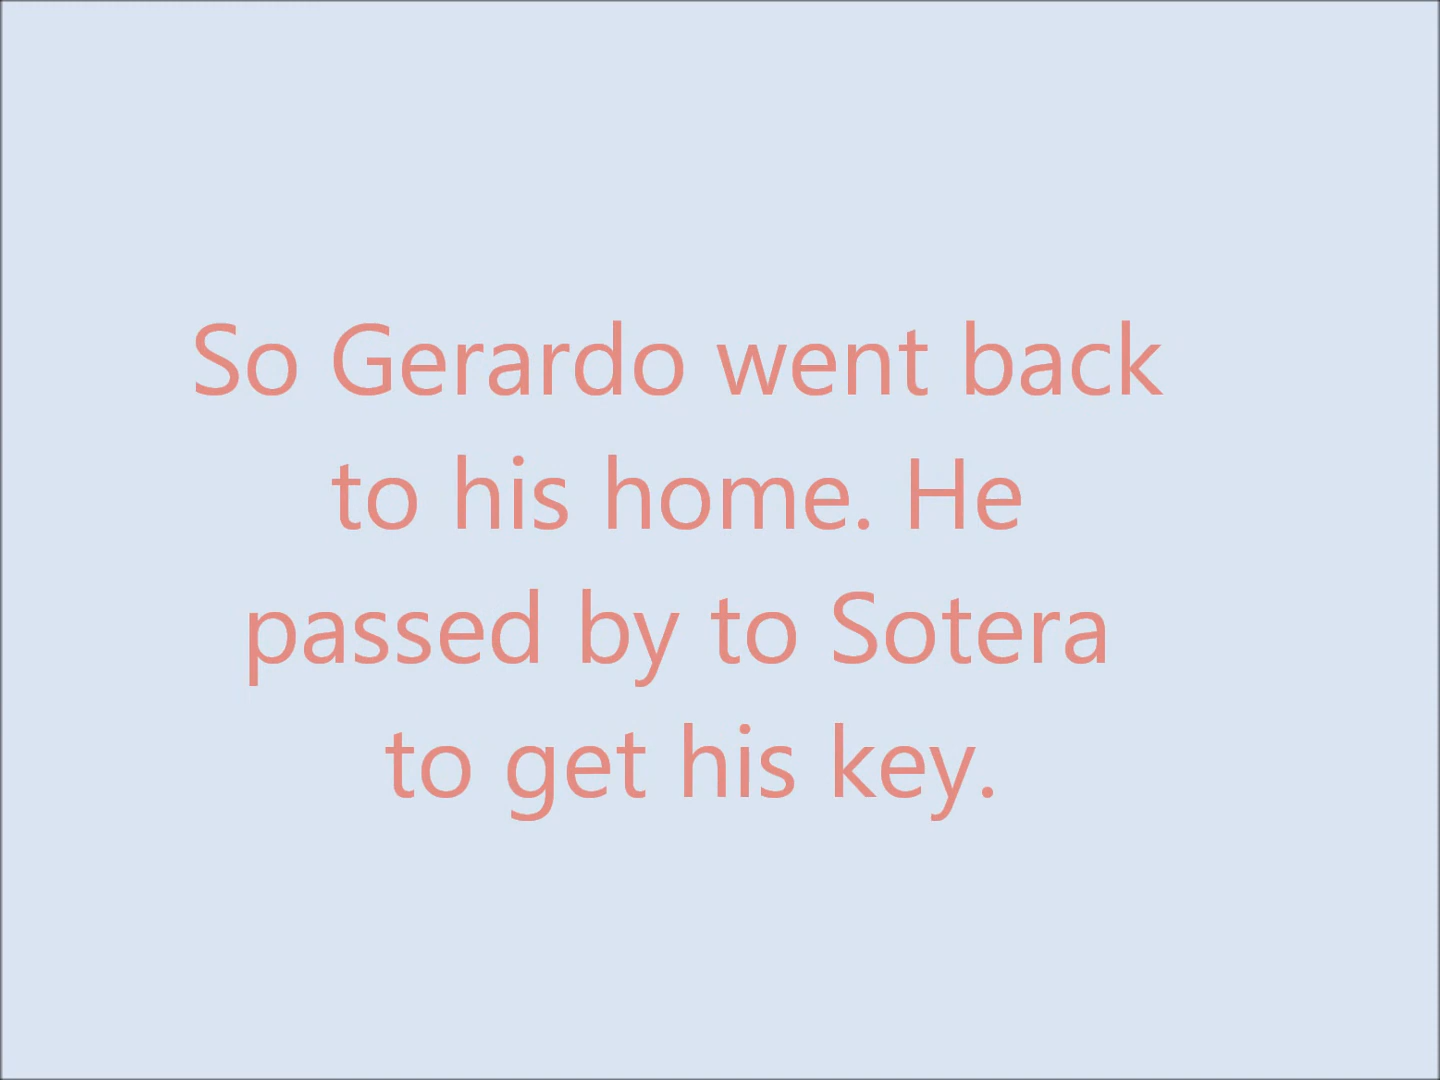 So Gerardo went back
to his home. He
passed by to Sotera
to get his key.